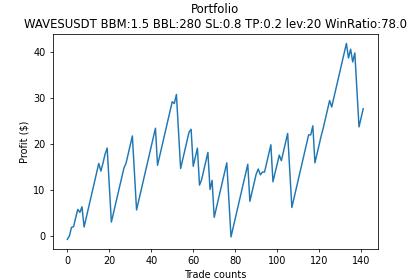 Portfolio
WAVESUSDT BBM:1.5 BBL:280 SL:0.8 TP:0.2 lev:20 WinRatio:78.0
Profit ($)
40
30
20
10
0
0 20 40 60 80 100 120 140
Trade counts